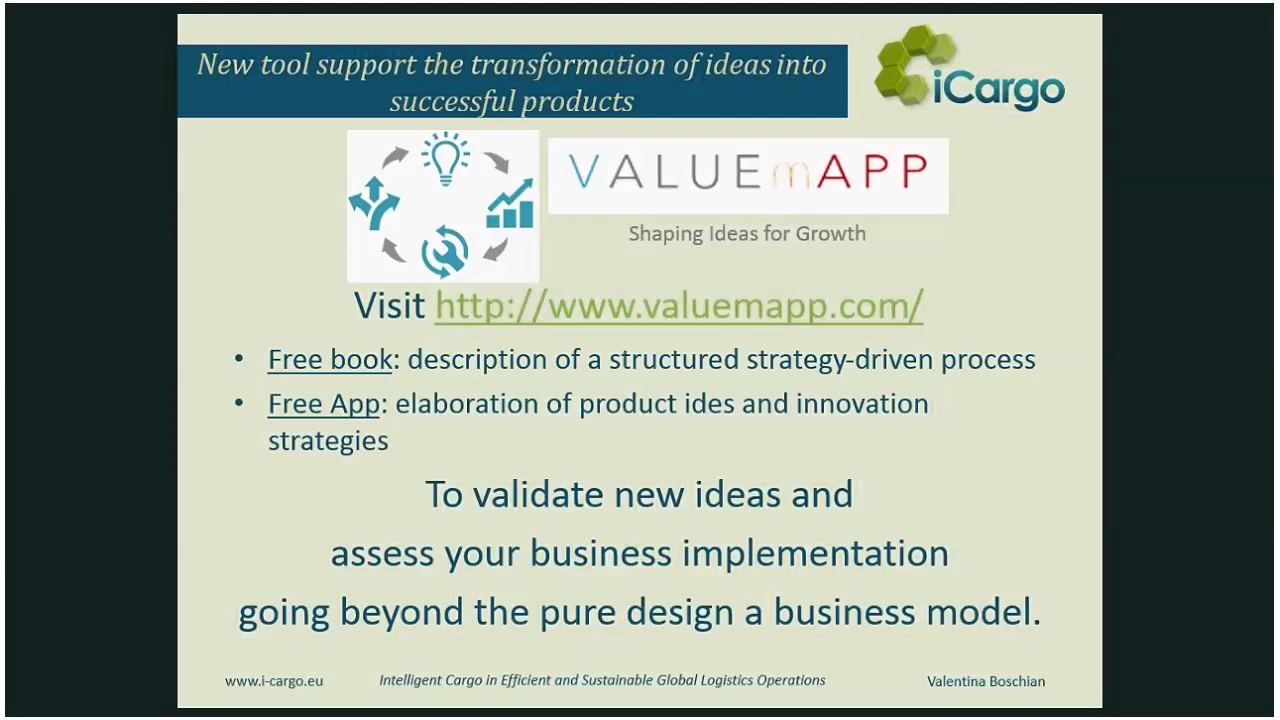 New tool support the transformation of ideas into
successful products
iCargo
VALUEmAPP
Shaping Ideas for Growth
Visit http://www.valuemapp.com/
• Free book: description of a structured strategy-driven process
• Free App: elaboration of product ides and innovation
strategies
To validate new ideas and
assess your business implementation
going beyond the pure design a business model.
www.i-cargo.eu
Intelligent Cargo in Efficient and Sustainable Global Logistics Operations
Valentina Boschian